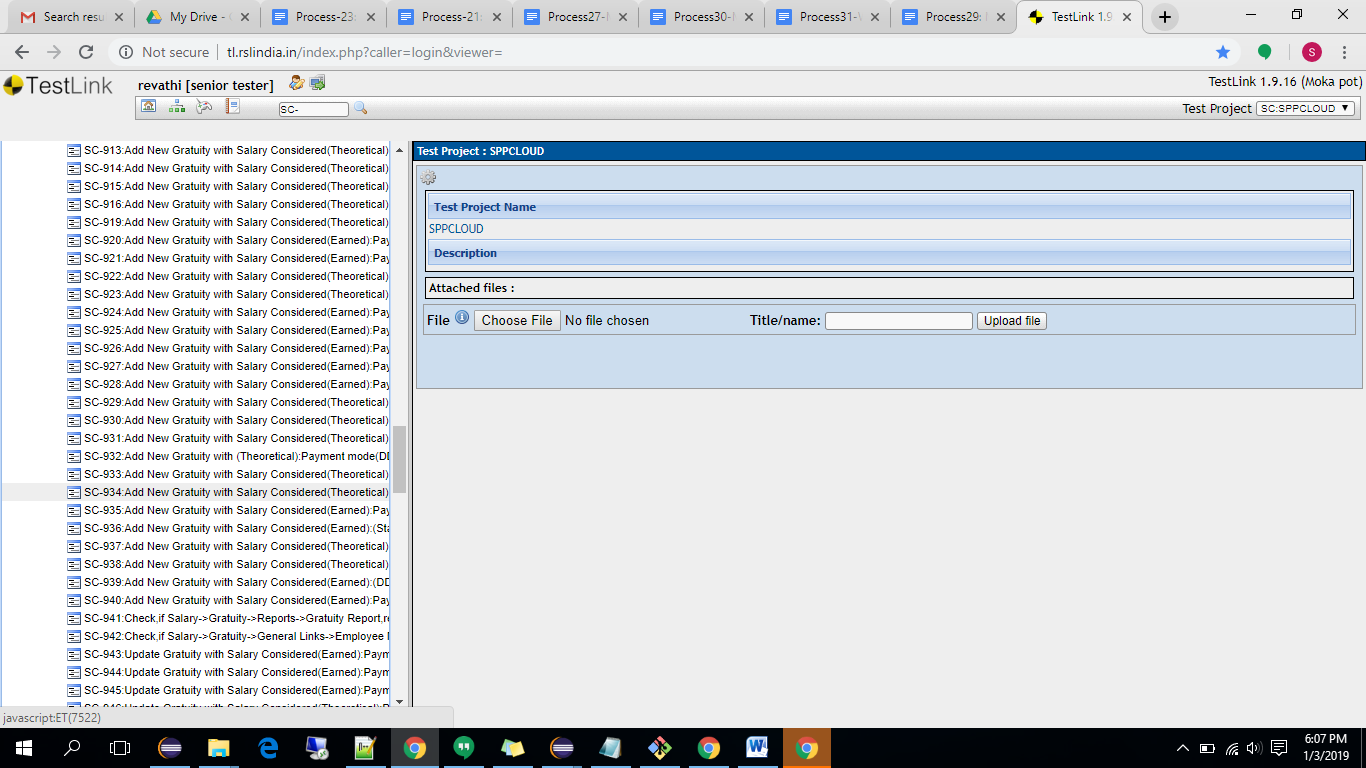 Search resu
My Drive -
Process-23:
Process-21:
Process27-
Process30-
Process31-
Process29:
TestLink 1.9
Not secure
tl.rslindia.in/index.php?caller=login&viewer=
S
TestLink
revathi [senior tester]
TestLink 1.9.16 (Moka pot)
SC-
Test Project SC:SPPCLOUD
SC-913:Add New Gratuity with Salary Considered(Theoretical)
SC-914:Add New Gratuity with Salary Considered(Theoretical)
SC-915:Add New Gratuity with Salary Considered(Theoretical)
SC-916:Add New Gratuity with Salary Considered(Theoretical)
SC-919:Add New Gratuity with Salary Considered(Theoretical)
SC-920:Add New Gratuity with Salary Considered(Earned):Pay
SC-921:Add New Gratuity with Salary Considered(Earned):Pay
SC-922:Add New Gratuity with Salary Considered(Theoretical)
SC-923:Add New Gratuity with Salary Considered(Theoretical)
SC-924:Add New Gratuity with Salary Considered(Earned):Pay
SC-925:Add New Gratuity with Salary Considered(Earned):Pay
SC-926:Add New Gratuity with Salary Considered(Earned):Pay
SC-927:Add New Gratuity with Salary Considered(Earned):Pay
SC-928:Add New Gratuity with Salary Considered(Earned):Pay
SC-929:Add New Gratuity with Salary Considered(Theoretical)
SC-930:Add New Gratuity with Salary Considered(Theoretical)
SC-931:Add New Gratuity with Salary Considered(Theoretical)
SC-932:Add New Gratuity with (Theoretical):Payment mode(DI
SC-933:Add New Gratuity with Salary Considered(Theoretical)
SC-934:Add New Gratuity with Salary Considered(Theoretical)
SC-935:Add New Gratuity with Salary Considered(Earned):Pay
SC-936:Add New Gratuity with Salary Considered(Earned):(Sta
SC-937:Add New Gratuity with Salary Considered(Theoretical)
SC-938:Add New Gratuity with Salary Considered(Theoretical)
SC-939:Add New Gratuity with Salary Considered(Earned):(DD
SC-940:Add New Gratuity with Salary Considered(Earned):Pay
SC-941:Check,if Salary->Gratuity->Reports->Gratuity Report,re
SC-942:Check,if Salary->Gratuity->General Links->Employee
SC-943:Update Gratuity with Salary Considered(Earned):Paym
SC-944:Update Gratuity with Salary Considered(Earned):Paym
SC-945:Update Gratuity with Salary Considered(Earned):Paym
SC-946:Update Gratuity with Salary Considered(Theoretical):P
Test Project : SPPCLOUD
Test Project Name
SPPCLOUD
Description
Attached files :
File Choose File No file chosen Title/name: Upload file
javascript:ET(7522)
6:07 PM
1/3/2019